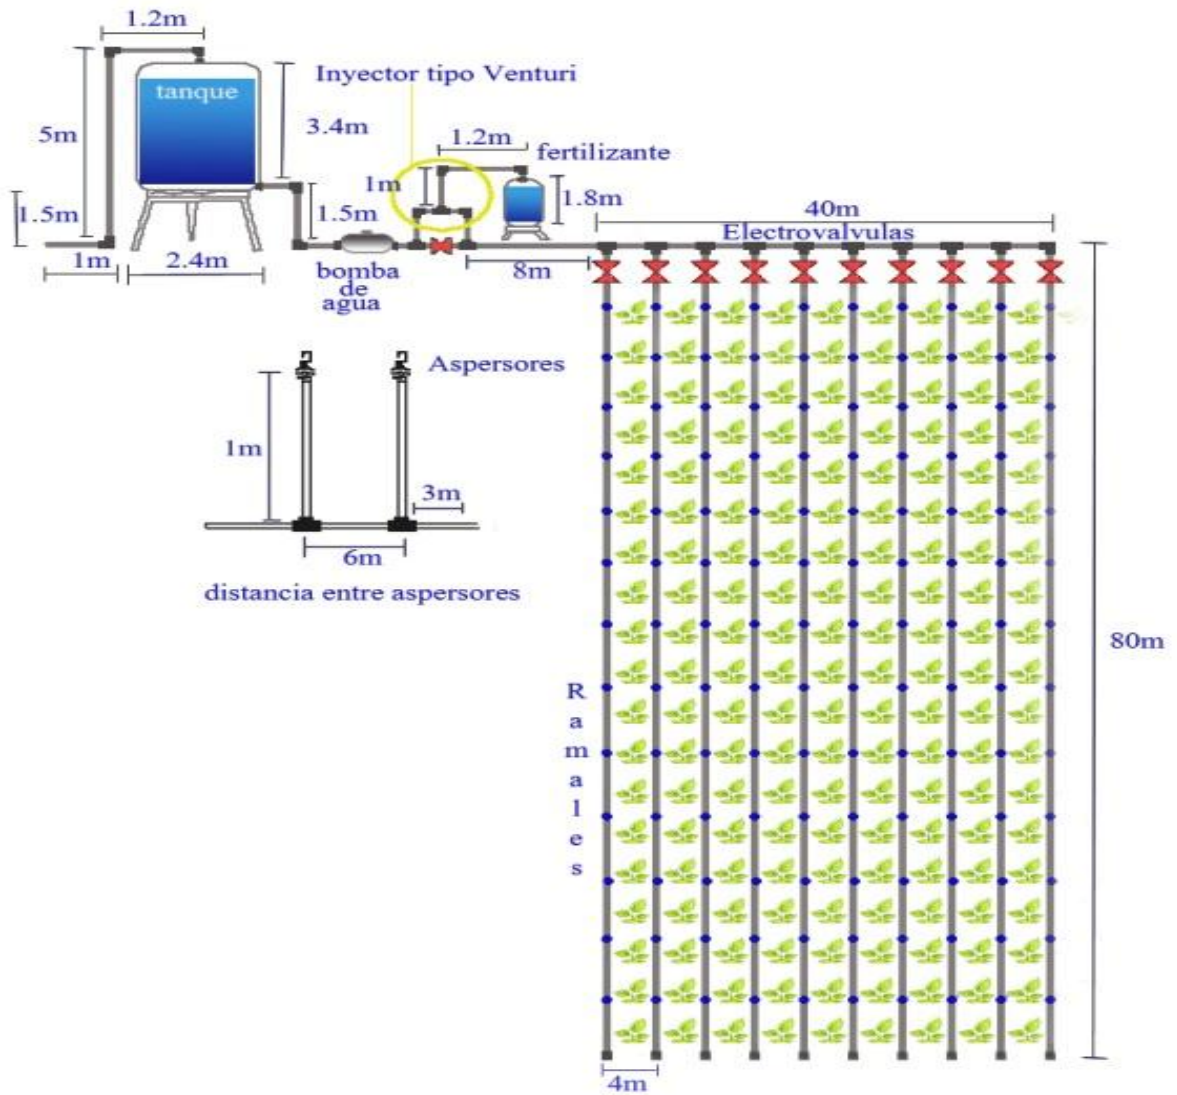 1.2m
Inyector tipo Venturi
tanque
5m
3.4m
1.2m
fertilizante
1m
1.8m
1.5m
1.5m
40m
Electrovalvulas
1m
2.4m
bomba
de
agua
8m
Aspersores
1m
3m
6m
distancia entre aspersores
80m
R
a
m
a
l
e
s
4m